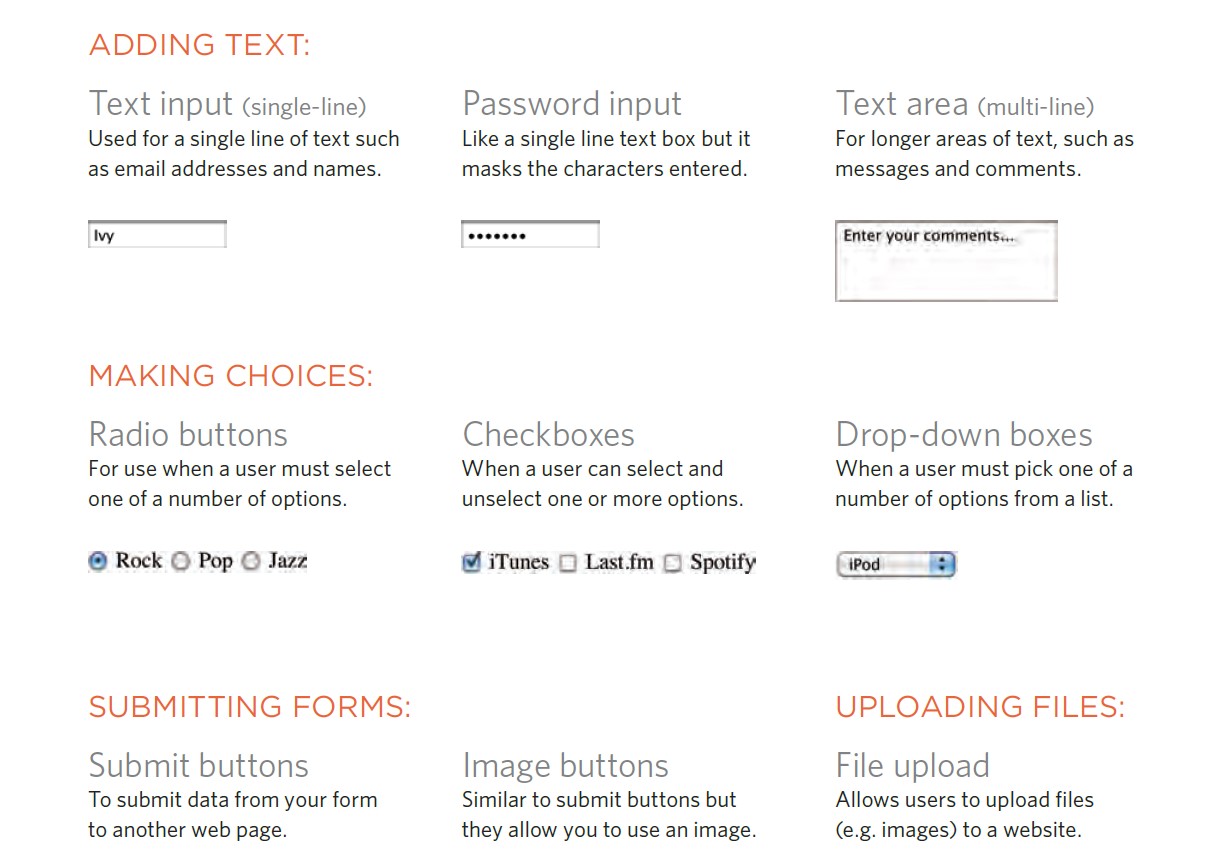 ADDING TEXT:
Text input (single-line)
Used for a single line of text such
as email addresses and names.
Ivy
Password input
Like a single line text box but it
masks the characters entered.
•••••••
Text area (multi-line)
For longer areas of text, such as
messages and comments.
Enter your comments...
MAKING CHOICES:
Radio buttons
For use when a user must select
one of a number of options.
Rock Pop Jazz
Checkboxes
When a user can select and
unselect one or more options.
iTunes Last.fm Spotify
Drop-down boxes
When a user must pick one of a
number of options from a list.
iPod
SUBMITTING FORMS:
Submit buttons
To submit data from your form
to another web page.
Image buttons
Similar to submit buttons but
they allow you to use an image.
UPLOADING FILES:
File upload
Allows users to upload files
(e.g. images) to a website.